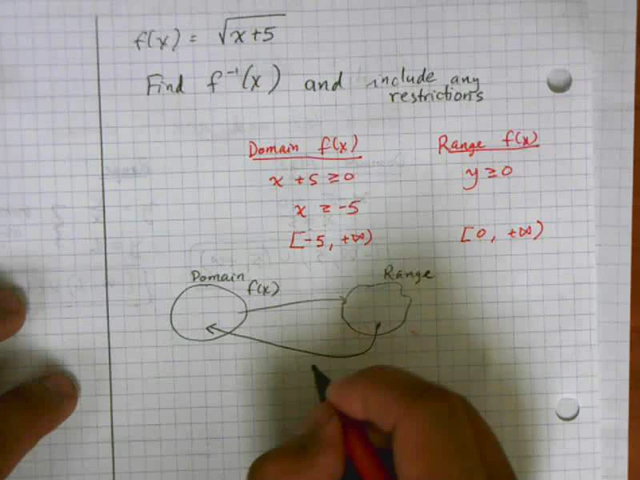 f(x) = √x+5
Find f⁻¹(x) and include any restrictions
Domain f(x)
x + 5 ≥ 0
x ≥ -5
[-5, +∞)
Range f(x)
y ≥ 0
[0, +∞)
Domain
f(x)
Range